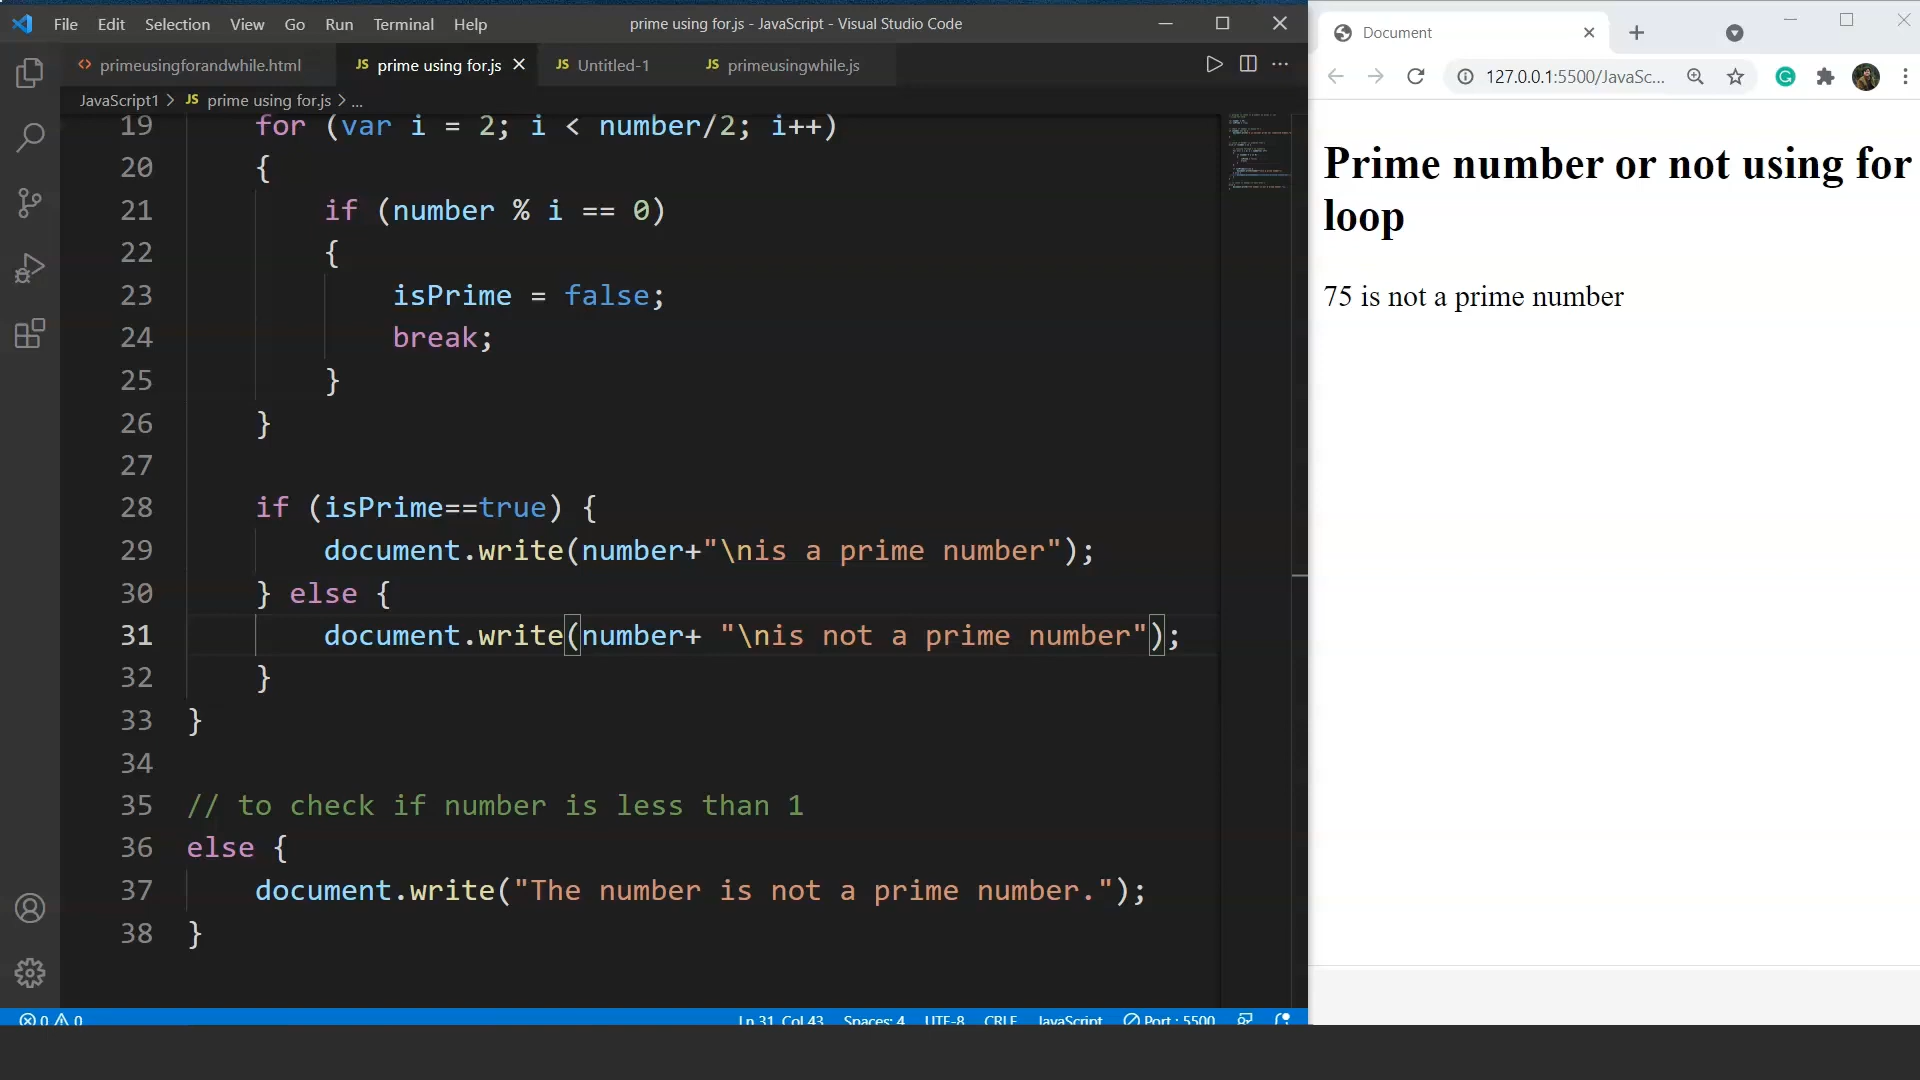 File Edit Selection View Go Run Terminal Help prime using for.js - JavaScript - Visual Studio Code
primeusingforandwhile.html JS prime using for.js JS Untitled-1 JS primeusingwhile.js
JavaScript1 > JS prime using for.js > ...
19 for (var i = 2; i < number/2; i++)
20 {
21 if (number % i == 0)
22 {
23 isPrime = false;
24 break;
25 }
26 }
27
28 if (isPrime==true) {
29 document.write(number+"\nis a prime number");
30 } else {
31 document.write(number+ "\nis not a prime number");
32 }
33 }
34
35 // to check if number is less than 1
36 else {
37 document.write("The number is not a prime number.");
38 }
0 0 Ln 31, Col 43 Spaces: 4 UTF-8 CRLF JavaScript Port : 5500
Document
127.0.0.1:5500/JavaSc...
Prime number or not using for
loop
75 is not a prime number